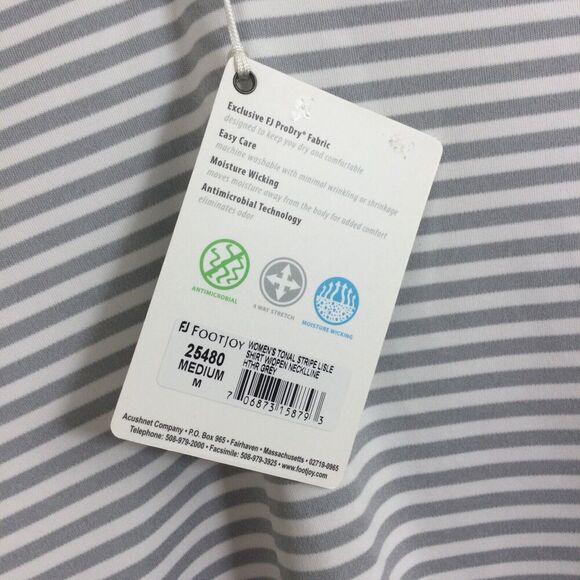 Exclusive FJ ProDry® Fabric
designed to keep you dry and comfortable
Easy Care
machine washable with minimal wrinkling or shrinkage
Moisture Wicking
moves moisture away from the body for added comfort
Antimicrobial Technology
eliminates odor
ANTIMICROBIAL
4 WAY STRETCH
MOISTURE WICKING
FJ FOOTJOY
25480
MEDIUM
M
WOMEN'S TONAL STRIPE LISLE
SHIRT W/OPEN NECKLLINE
HTHR GREY
7 06873 15879 3
Acushnet Company • P.O. Box 965 • Fairhaven • Massachusetts • 02719-0965
Telephone: 508-979-2000 • Facsimile: 508-979-3925 • www.footjoy.com